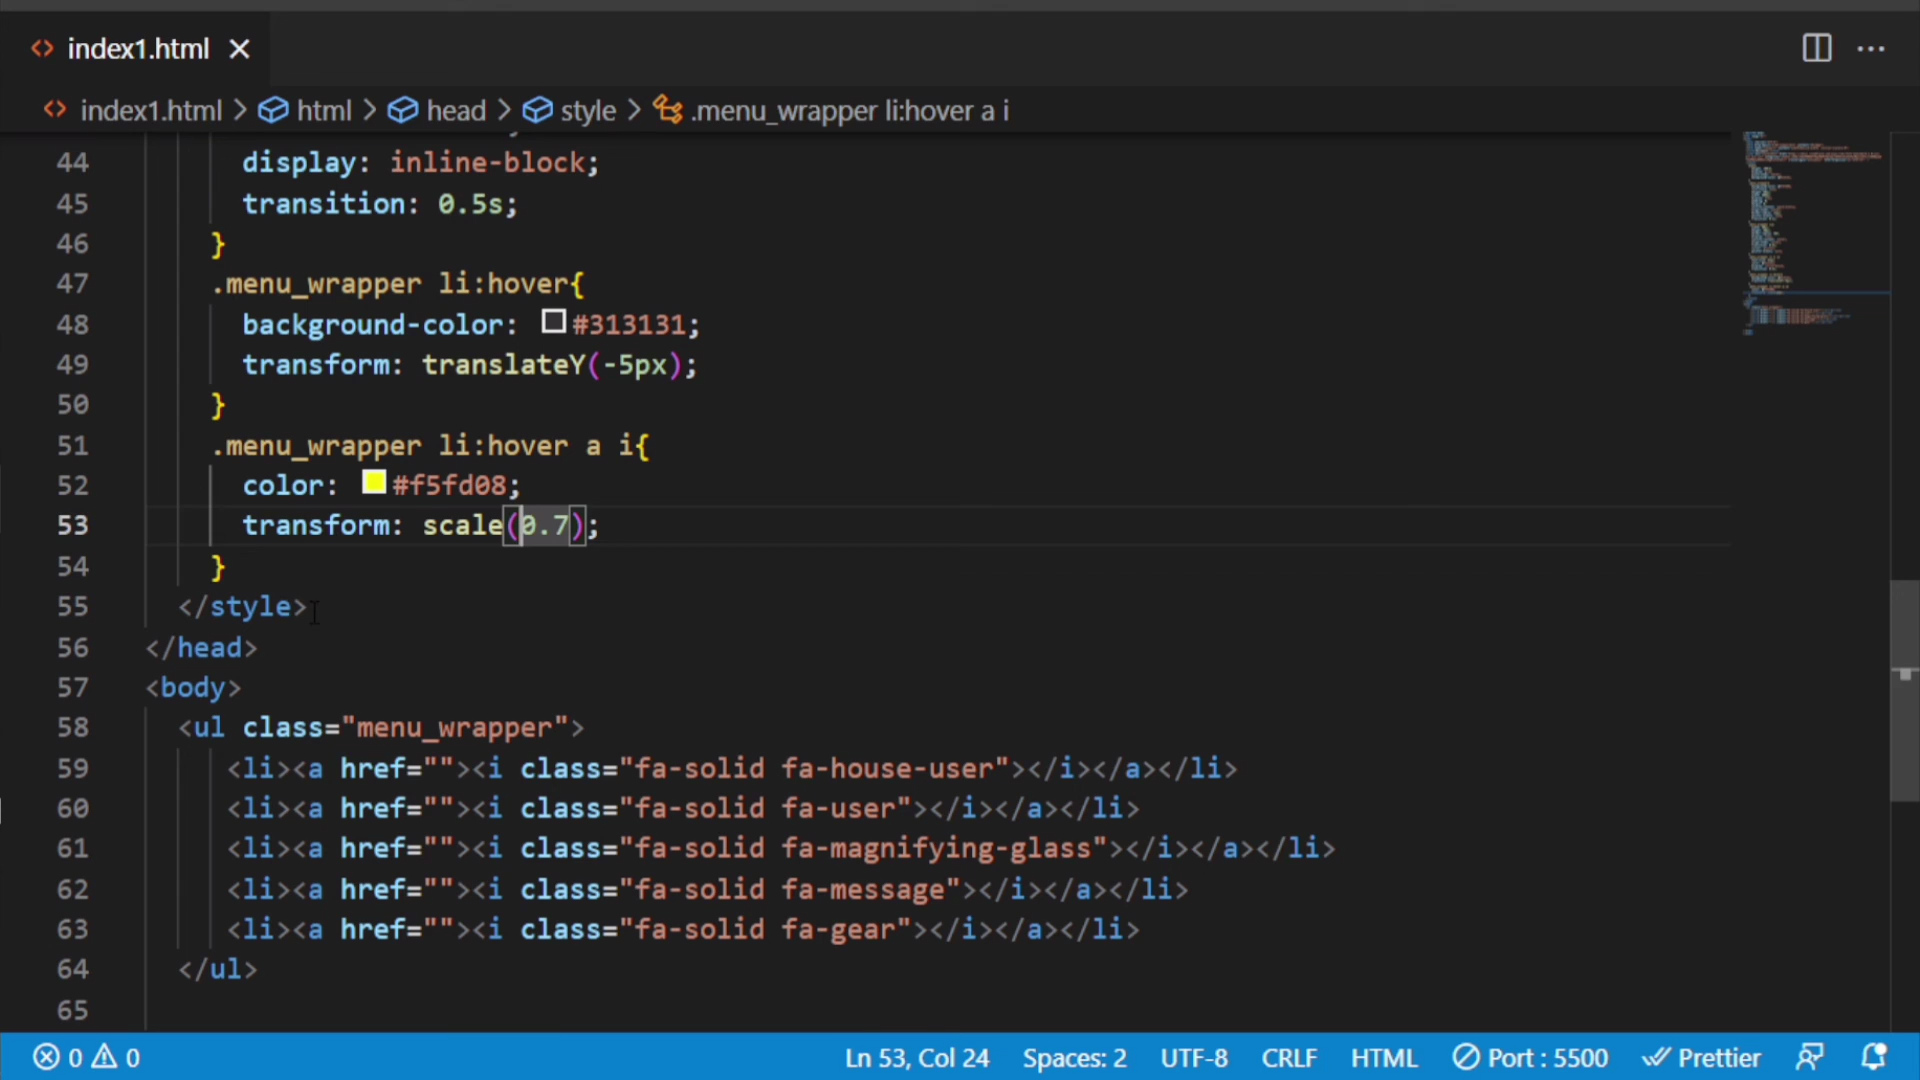 index1.html
index1.html > html > head > style > .menu_wrapper li:hover a i
44 display: inline-block;
45 transition: 0.5s;
46 }
47 .menu_wrapper li:hover{
48 background-color: #313131;
49 transform: translateY(-5px);
50 }
51 .menu_wrapper li:hover a i{
52 color: #f5fd08;
53 transform: scale(0.7);
54 }
55 </style>
56 </head>
57 <body>
58 <ul class="menu_wrapper">
59 <li><a href=""><i class="fa-solid fa-house-user"></i></a></li>
60 <li><a href=""><i class="fa-solid fa-user"></i></a></li>
61 <li><a href=""><i class="fa-solid fa-magnifying-glass"></i></a></li>
62 <li><a href=""><i class="fa-solid fa-message"></i></a></li>
63 <li><a href=""><i class="fa-solid fa-gear"></i></a></li>
64 </ul>
65
0 0 Ln 53, Col 24 Spaces: 2 UTF-8 CRLF HTML Port : 5500 Prettier